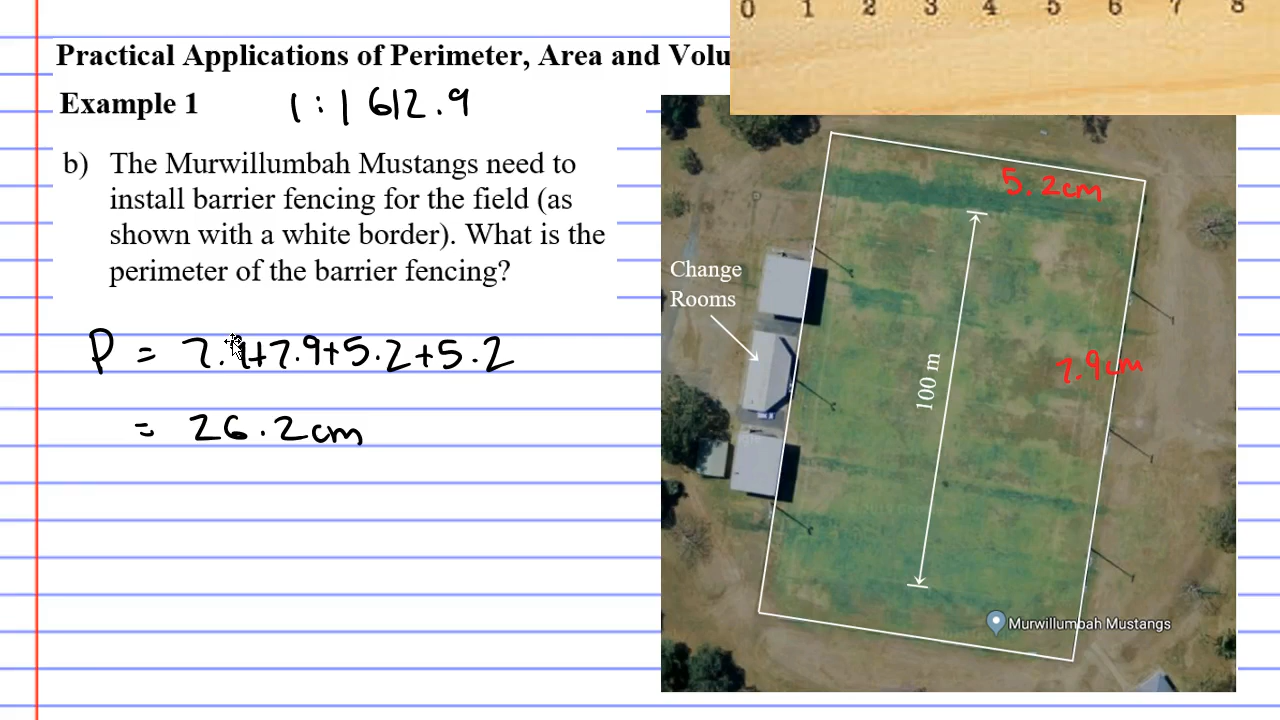 0 1 2 3 4 5 6 7 8
Practical Applications of Perimeter, Area and Volu
Example 1 1 : 1 612.9
b) The Murwillumbah Mustangs need to
install barrier fencing for the field (as
shown with a white border). What is the
perimeter of the barrier fencing?
P = 7.9+7.9+5.2+5.2
= 26.2cm
5.2cm
Change
Rooms
100 m
7.9cm
Murwillumbah Mustangs